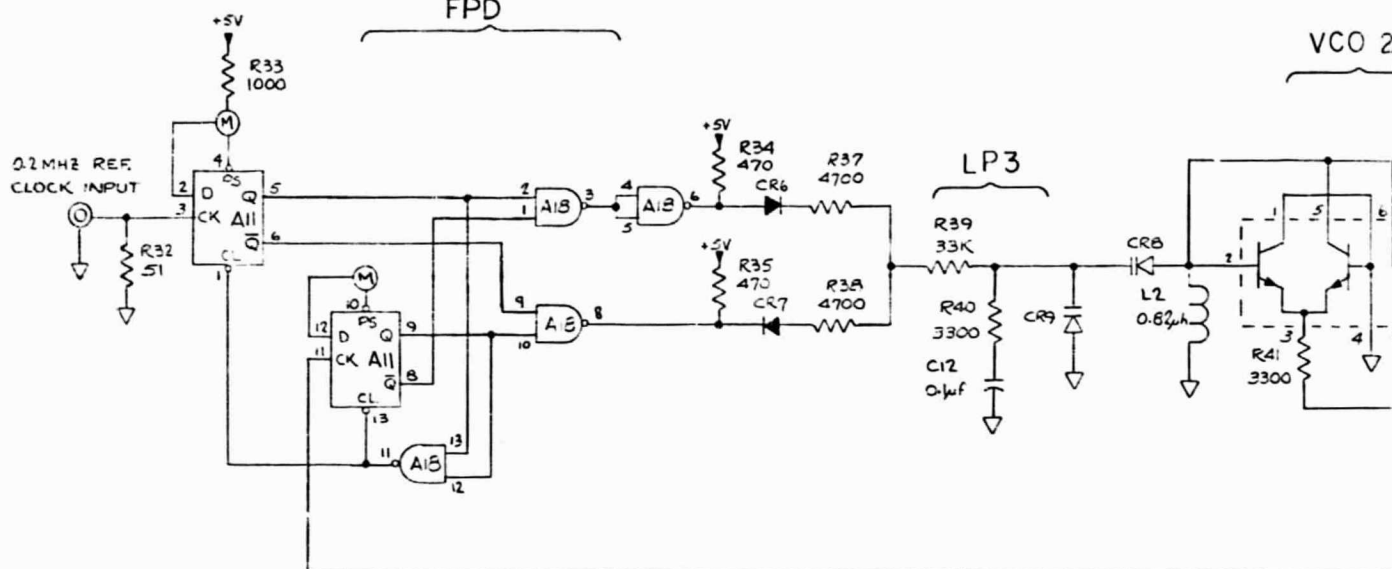 FPD
VCO 2
+5V
R33
1000
M
0.2 MHZ REF.
CLOCK INPUT
4
PS
2
D
Q
5
3
CK
A11
Q
6
CL
1
R32
51
M
10
PS
12
D
Q
9
11
CK
A11
Q
8
CL
13
11
A18
13
12
2
1
A18
3
4
5
A18
6
9
10
A18
8
+5V
R34
470
CR6
R37
4700
+5V
R35
470
CR7
R38
4700
LP3
R39
33K
R40
3300
C12
0.1μf
CR9
CR8
L2
0.82μh
1
5
6
2
3
4
R41
3300